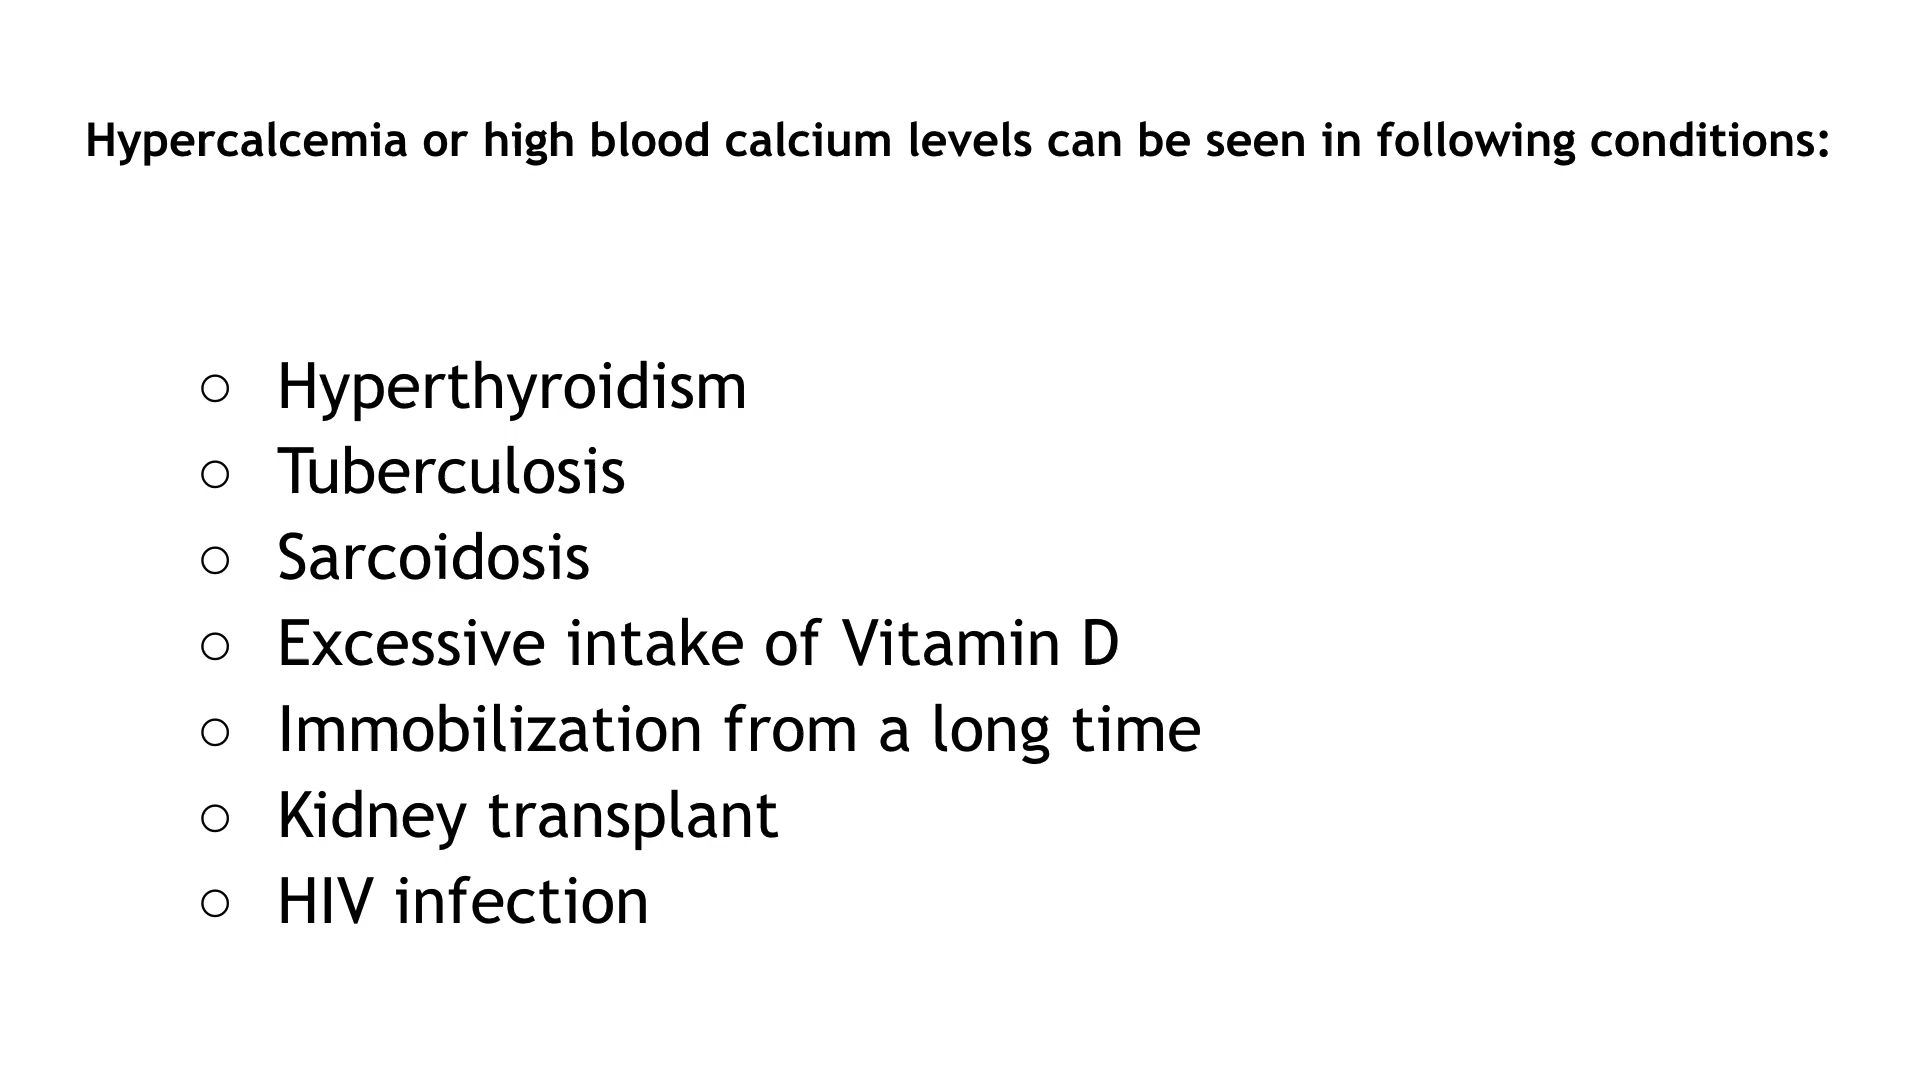 Hypercalcemia or high blood calcium levels can be seen in following conditions:
○ Hyperthyroidism
○ Tuberculosis
○ Sarcoidosis
○ Excessive intake of Vitamin D
○ Immobilization from a long time
○ Kidney transplant
○ HIV infection